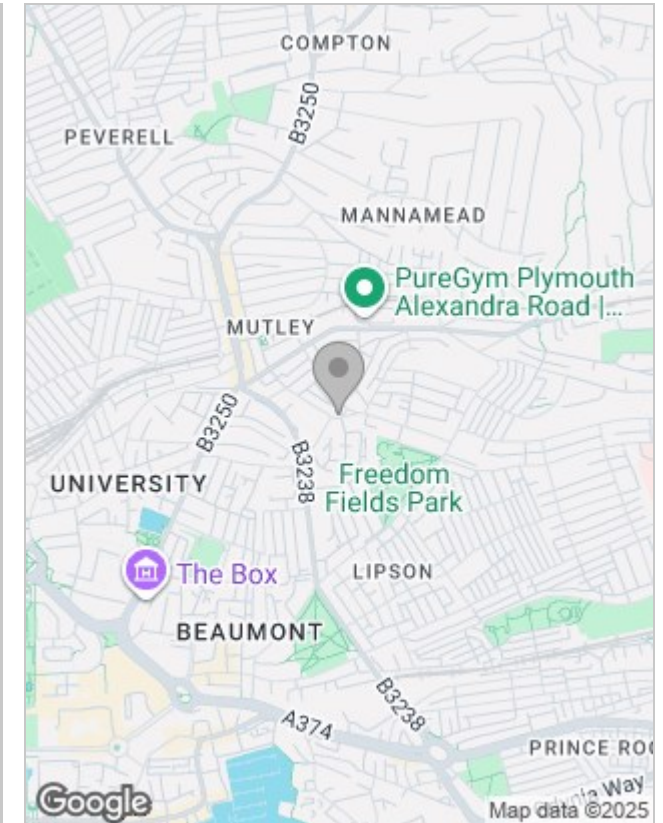 COMPTON
B3250
PEVERELL
MANNAMEAD
PureGym Plymouth
Alexandra Road |...
MUTLEY
B3250
B3238
UNIVERSITY
Freedom
Fields Park
The Box
LIPSON
BEAUMONT
B3238
A374
PRINCE RO
Way
Google
Map data ©2025